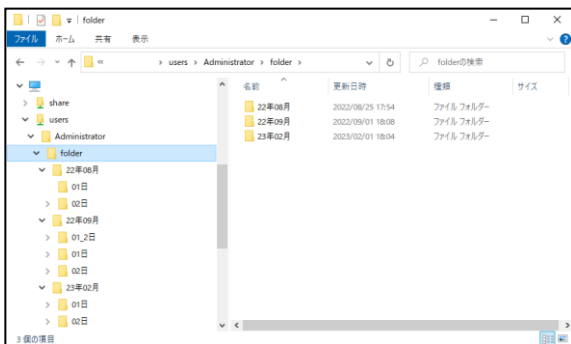 folder
ファイル ホーム 共有 表示
« › users › Administrator › folder ›
folderの検索
share
users
Administrator
folder
22年08月
01日
02日
22年09月
01_2日
01日
02日
23年02月
01日
02日
名前 更新日時 種類 サイズ
22年08月 2022/08/25 17:54 ファイル フォルダー
22年09月 2022/09/01 18:08 ファイル フォルダー
23年02月 2023/02/01 18:04 ファイル フォルダー
3 個の項目